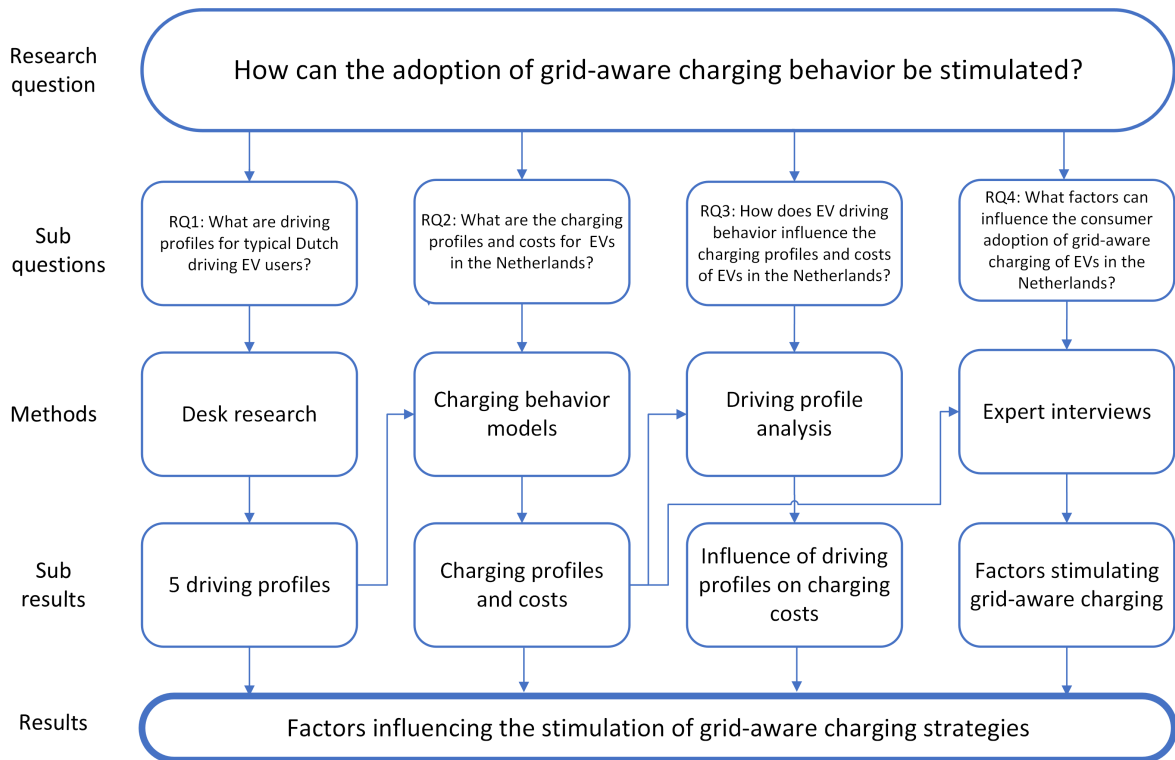 Research
question
How can the adoption of grid-aware charging behavior be stimulated?
Sub
questions
RQ1: What are driving
profiles for typical Dutch
driving EV users?
RQ2: What are the charging
profiles and costs for EVs
in the Netherlands?
RQ3: How does EV driving
behavior influence the
charging profiles and costs
of EVs in the Netherlands?
RQ4: What factors can
influence the consumer
adoption of grid-aware
charging of EVs in the
Netherlands?
Methods
Desk research
Charging behavior
models
Driving profile
analysis
Expert interviews
Sub
results
5 driving profiles
Charging profiles
and costs
Influence of driving
profiles on charging
costs
Factors stimulating
grid-aware charging
Results
Factors influencing the stimulation of grid-aware charging strategies